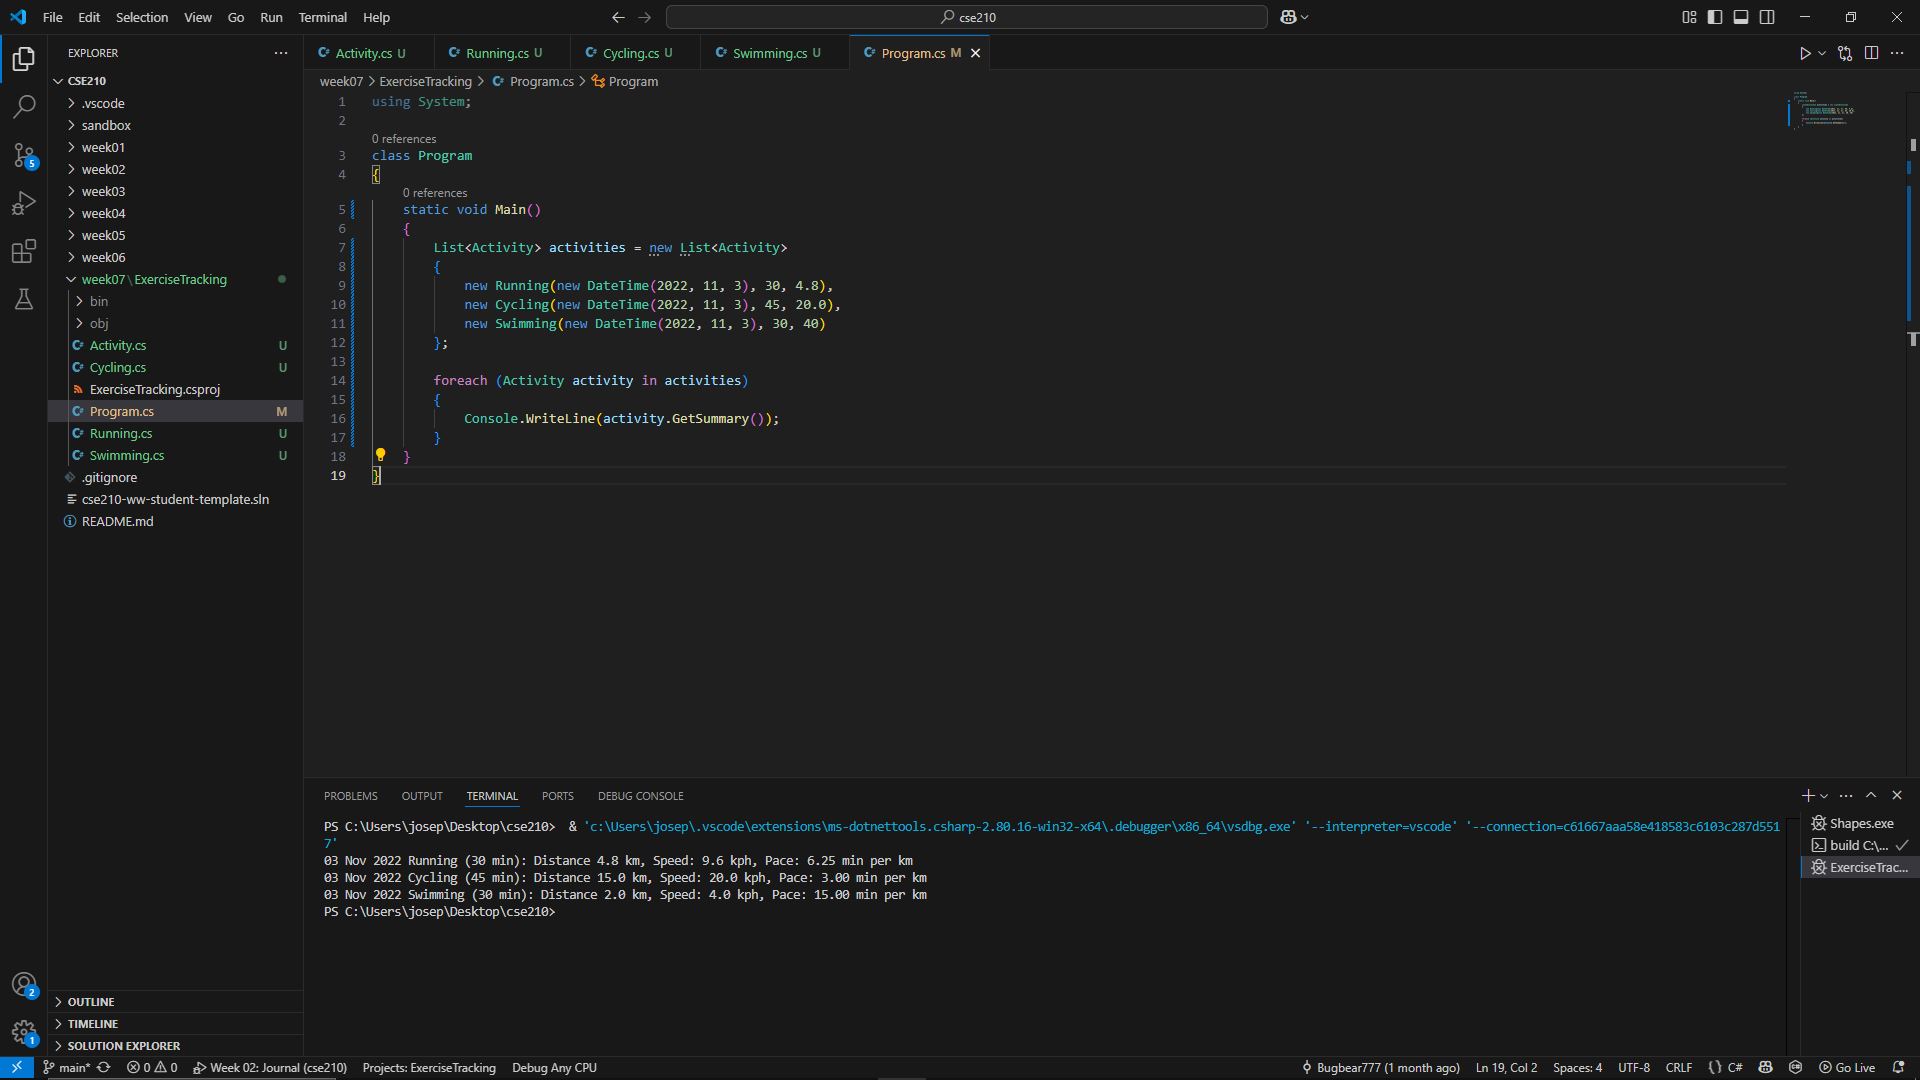 File Edit Selection View Go Run Terminal Help
cse210
EXPLORER
CSE210
.vscode
sandbox
week01
week02
week03
week04
week05
week06
week07\ExerciseTracking
bin
obj
Activity.cs U
Cycling.cs U
ExerciseTracking.csproj
Program.cs M
Running.cs U
Swimming.cs U
.gitignore
cse210-ww-student-template.sln
README.md
OUTLINE
TIMELINE
SOLUTION EXPLORER
5
2
1
Activity.cs U Running.cs U Cycling.cs U Swimming.cs U Program.cs M
week07 > ExerciseTracking > Program.cs > Program
1 using System;
2
0 references
3 class Program
4 {
0 references
5 static void Main()
6 {
7 List<Activity> activities = new List<Activity>
8 {
9 new Running(new DateTime(2022, 11, 3), 30, 4.8),
10 new Cycling(new DateTime(2022, 11, 3), 45, 20.0),
11 new Swimming(new DateTime(2022, 11, 3), 30, 40)
12 };
13
14 foreach (Activity activity in activities)
15 {
16 Console.WriteLine(activity.GetSummary());
17 }
18 }
19 }
PROBLEMS OUTPUT TERMINAL PORTS DEBUG CONSOLE
PS C:\Users\josep\Desktop\cse210> & 'c:\Users\josep\.vscode\extensions\ms-dotnettools.csharp-2.80.16-win32-x64\.debugger\x86_64\vsdbg.exe' '--interpreter=vscode' '--connection=c61667aaa58e418583c6103c287d551
7'
03 Nov 2022 Running (30 min): Distance 4.8 km, Speed: 9.6 kph, Pace: 6.25 min per km
03 Nov 2022 Cycling (45 min): Distance 15.0 km, Speed: 20.0 kph, Pace: 3.00 min per km
03 Nov 2022 Swimming (30 min): Distance 2.0 km, Speed: 4.0 kph, Pace: 15.00 min per km
PS C:\Users\josep\Desktop\cse210>
Shapes.exe
build C:\...
ExerciseTrac...
main* 0 0 Week 02: Journal (cse210) Projects: ExerciseTracking Debug Any CPU Bugbear777 (1 month ago) Ln 19, Col 2 Spaces: 4 UTF-8 CRLF {} C# Go Live